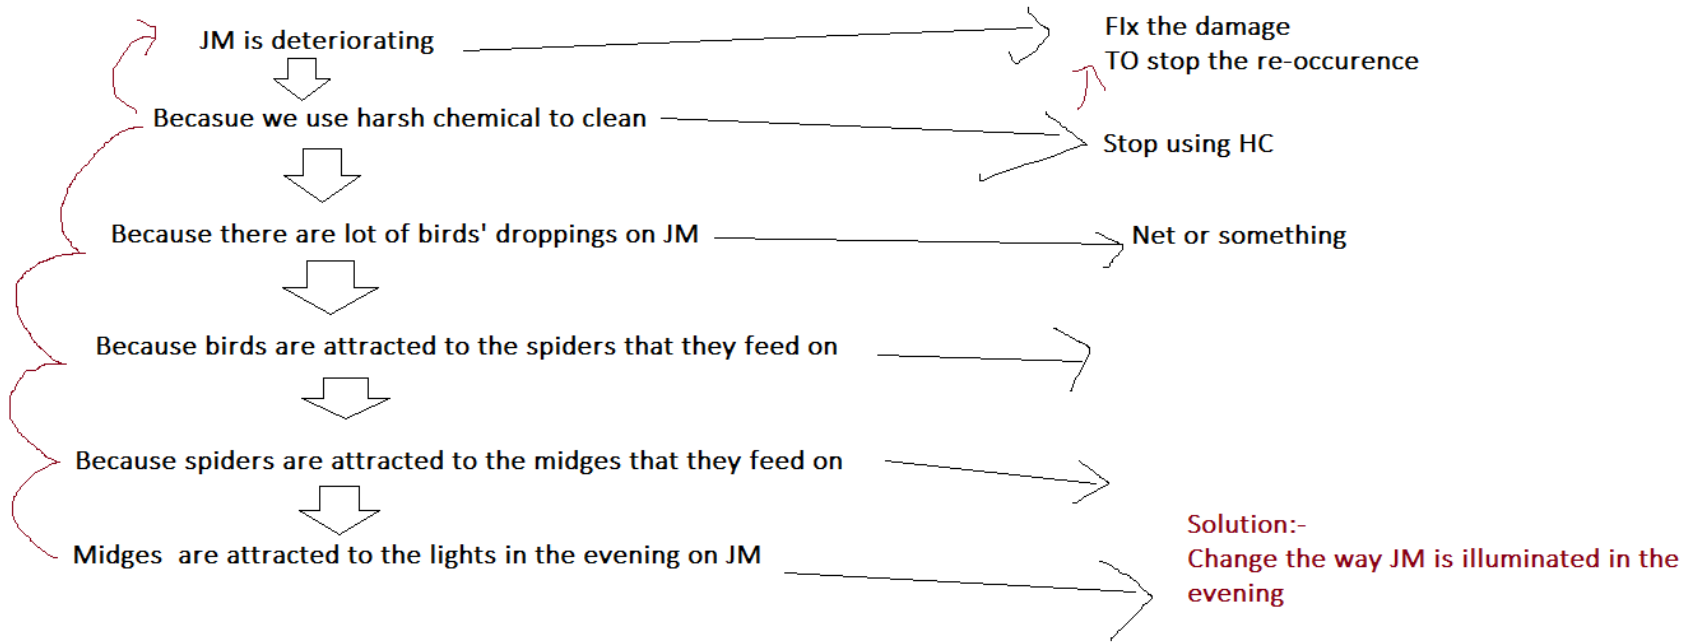 JM is deteriorating
FIx the damage
TO stop the re-occurence
Becasue we use harsh chemical to clean
Stop using HC
Because there are lot of birds' droppings on JM
Net or something
Because birds are attracted to the spiders that they feed on
Because spiders are attracted to the midges that they feed on
Midges  are attracted to the lights in the evening on JM
Solution:-
Change the way JM is illuminated in the
evening